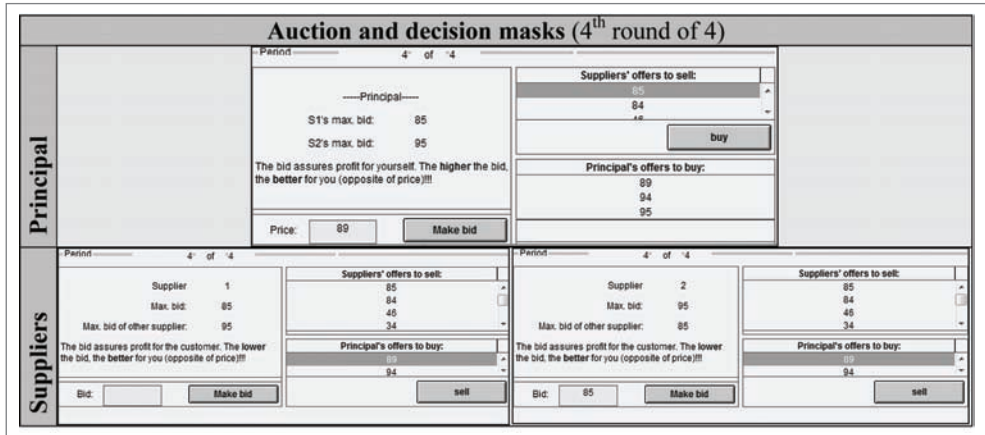 Auction and decision masks (4th round of 4)
Principal
Period 4 of 4
-----Principal-----
S1's max. bid: 85
S2's max. bid: 95
The bid assures profit for yourself. The higher the bid,
the better for you (opposite of price)!!!
Price: 89 Make bid
Suppliers' offers to sell:
85
84
46
buy
Principal's offers to buy:
89
94
95
Suppliers
Period 4 of 4
Supplier 1
Max. bid: 85
Max. bid of other supplier: 95
The bid assures profit for the customer. The lower
the bid, the better for you (opposite of price)!!!
Bid: Make bid
Suppliers' offers to sell:
85
84
46
34
Principal's offers to buy:
89
94
sell
Period 4 of 4
Supplier 2
Max. bid: 95
Max. bid of other supplier: 85
The bid assures profit for the customer. The lower
the bid, the better for you (opposite of price)!!!
Bid: 85 Make bid
Suppliers' offers to sell:
85
84
46
34
Principal's offers to buy:
89
94
sell